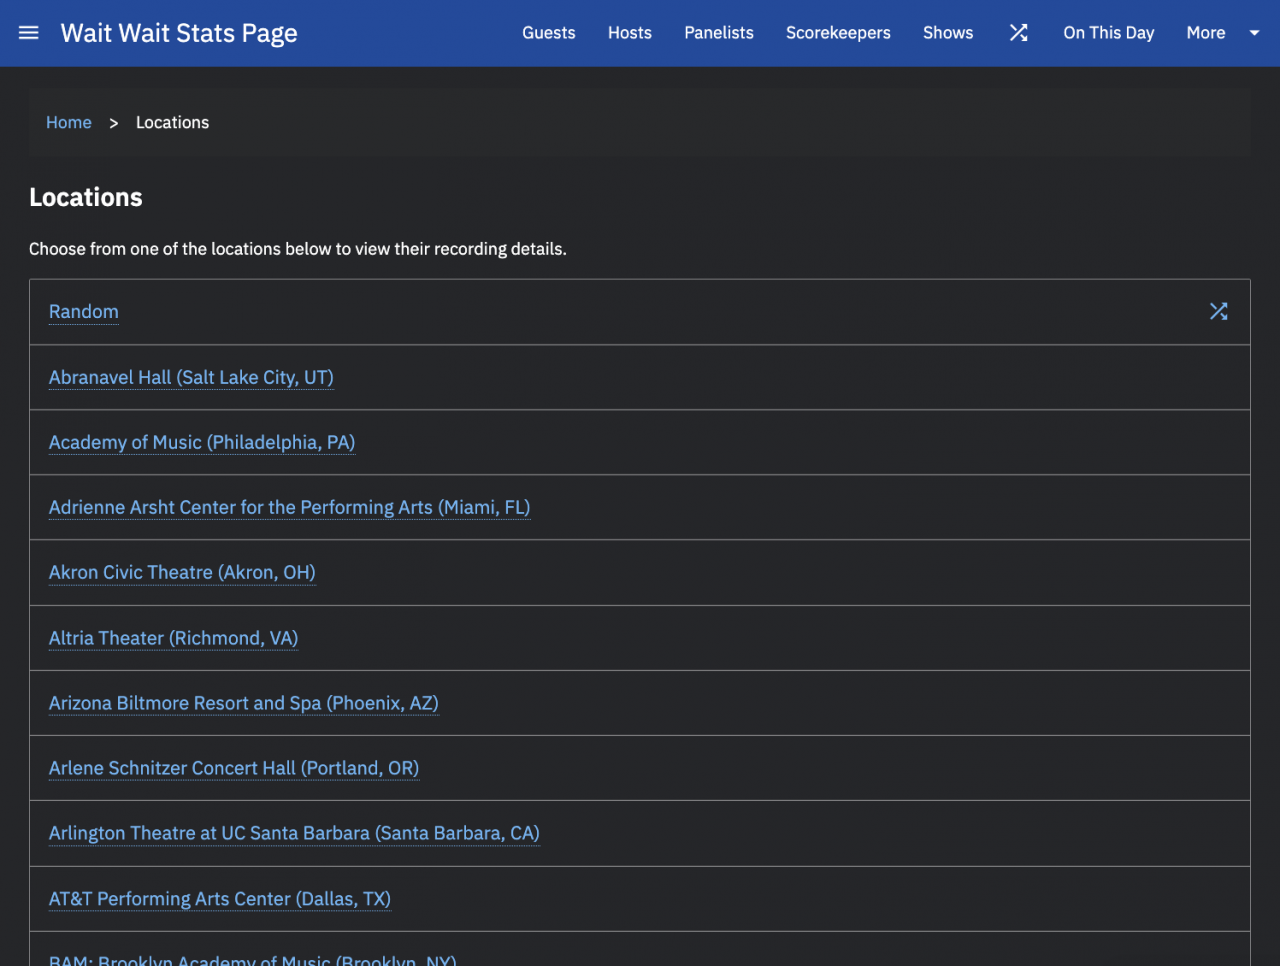 Wait Wait Stats Page
Guests Hosts Panelists Scorekeepers Shows On This Day More
Home > Locations
Locations
Choose from one of the locations below to view their recording details.
Random
Abranavel Hall (Salt Lake City, UT)
Academy of Music (Philadelphia, PA)
Adrienne Arsht Center for the Performing Arts (Miami, FL)
Akron Civic Theatre (Akron, OH)
Altria Theater (Richmond, VA)
Arizona Biltmore Resort and Spa (Phoenix, AZ)
Arlene Schnitzer Concert Hall (Portland, OR)
Arlington Theatre at UC Santa Barbara (Santa Barbara, CA)
AT&T Performing Arts Center (Dallas, TX)
BAM: Brooklyn Academy of Music (Brooklyn, NY)